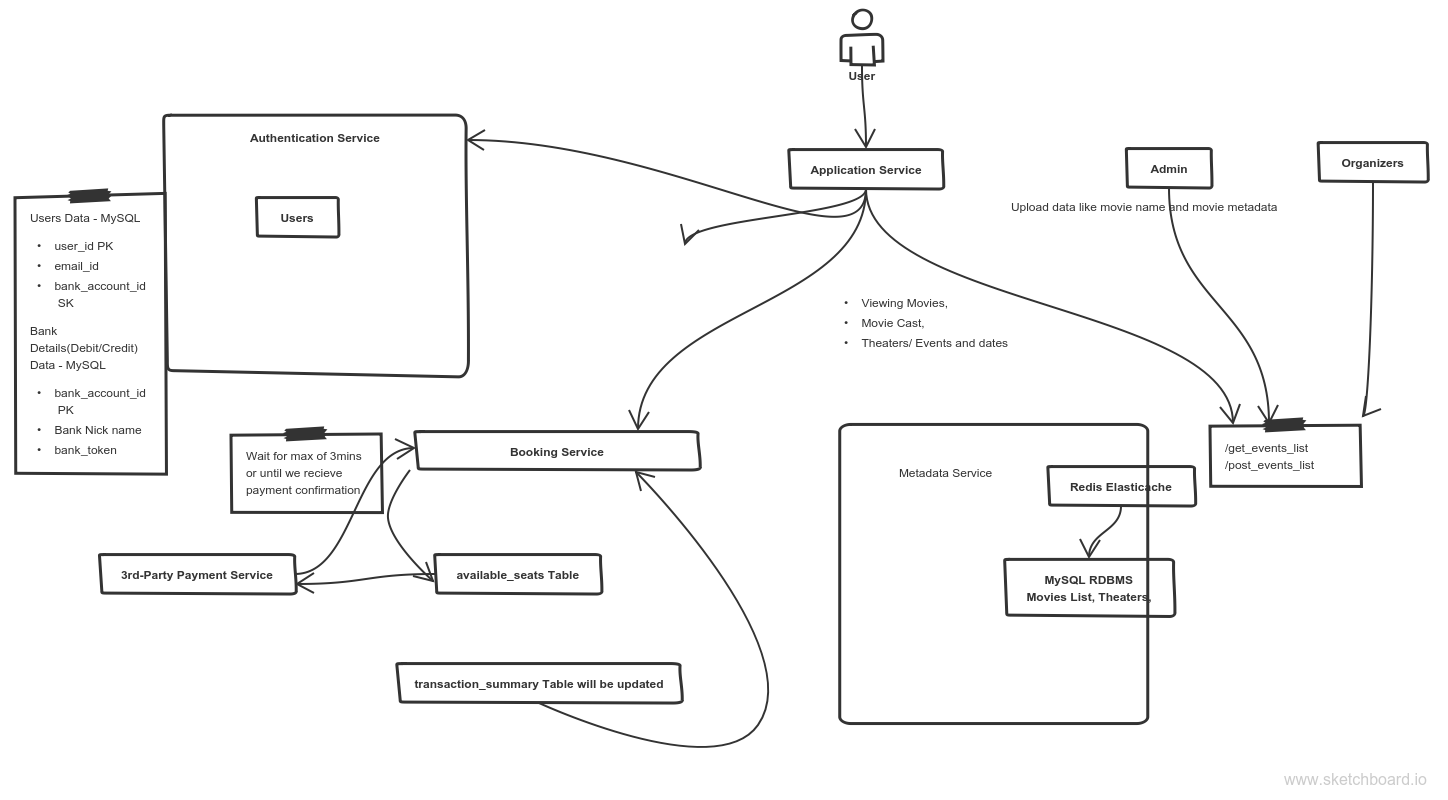 User
Authentication Service
Application Service
Admin
Organizers
Upload data like movie name and movie metadata
Users
Users Data - MySQL
• user_id PK
• email_id
• bank_account_id
SK
Bank
Details(Debit/Credit)
Data - MySQL
• bank_account_id
PK
• Bank Nick name
• bank_token
• Viewing Movies,
• Movie Cast,
• Theaters/ Events and dates
Wait for max of 3mins
or until we recieve
payment confirmation
Booking Service
Metadata Service
Redis Elasticache
/get_events_list
/post_events_list
3rd-Party Payment Service
available_seats Table
MySQL RDBMS
Movies List, Theaters,
transaction_summary Table will be updated
www.sketchboard.io